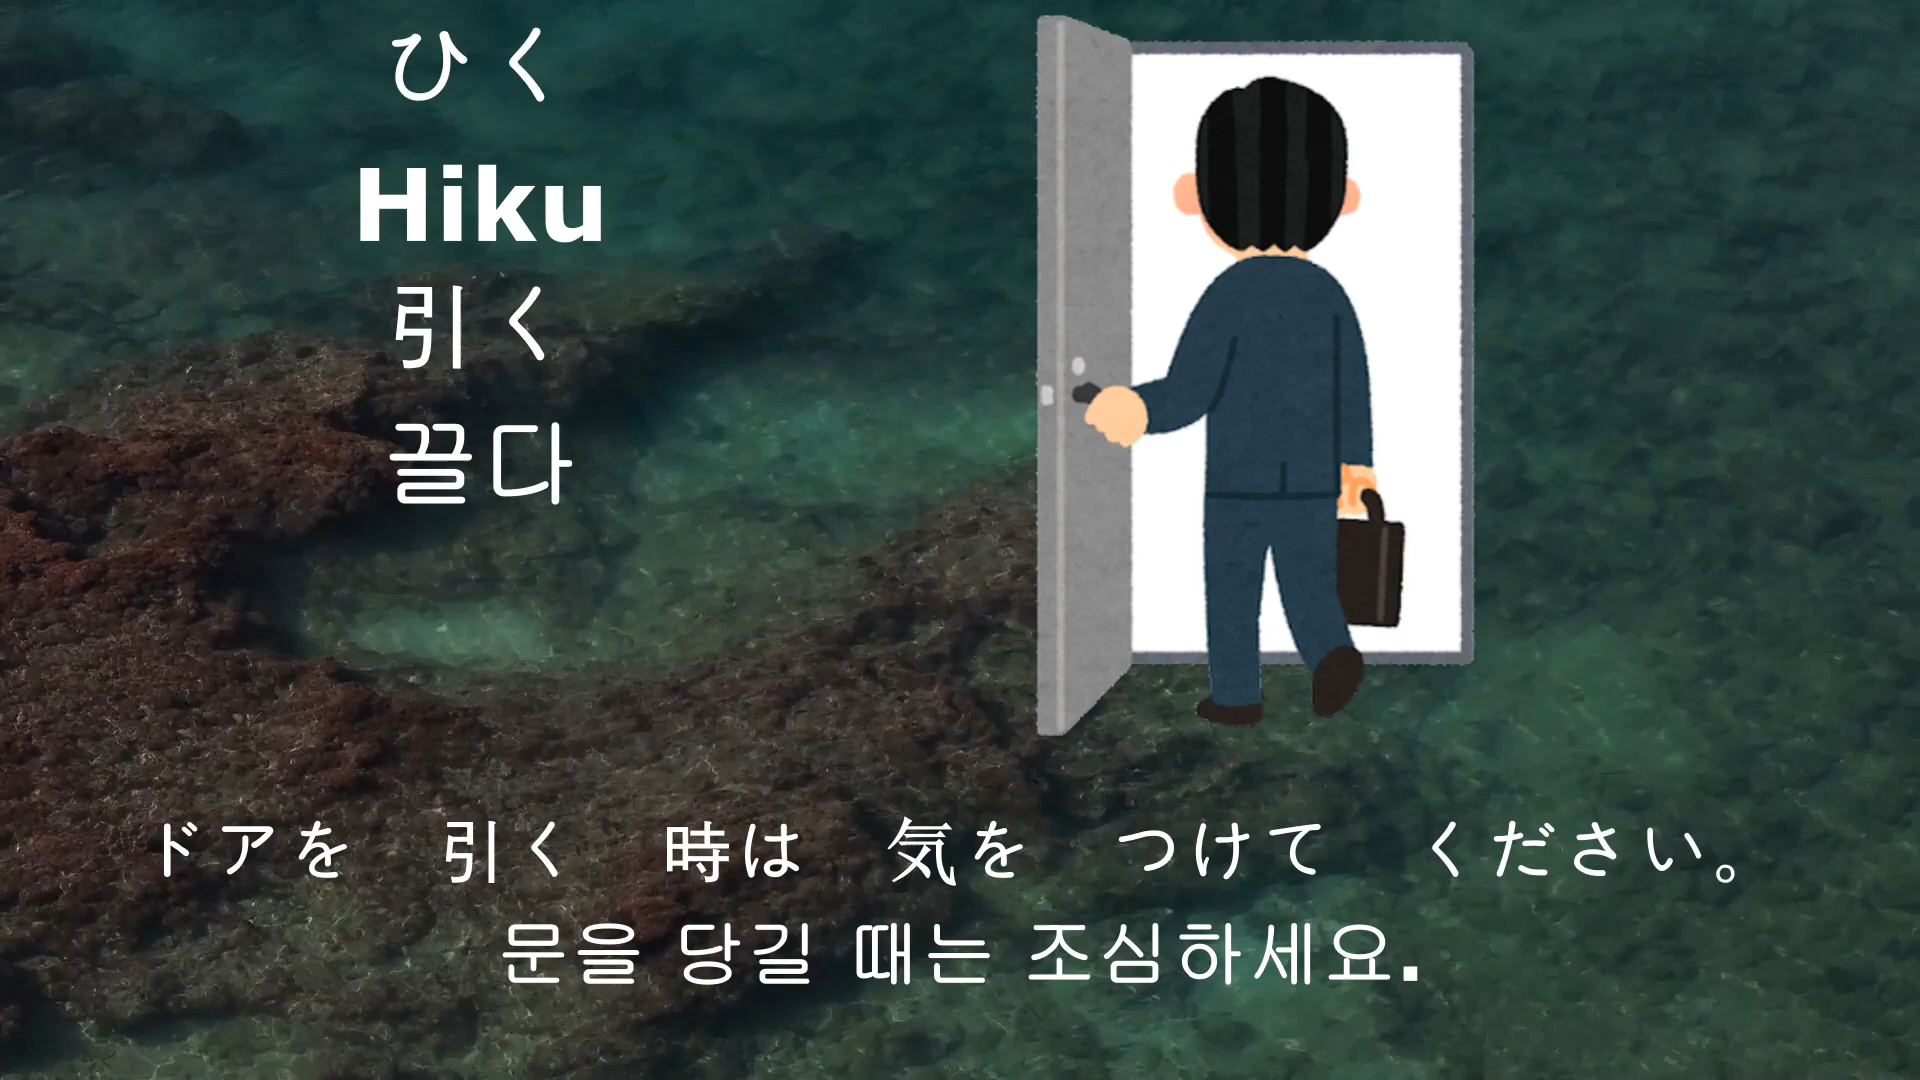 ひく
Hiku
引く
끌다
ドアを　引く　時は　気を　つけて　ください。
문을 당길 때는 조심하세요.